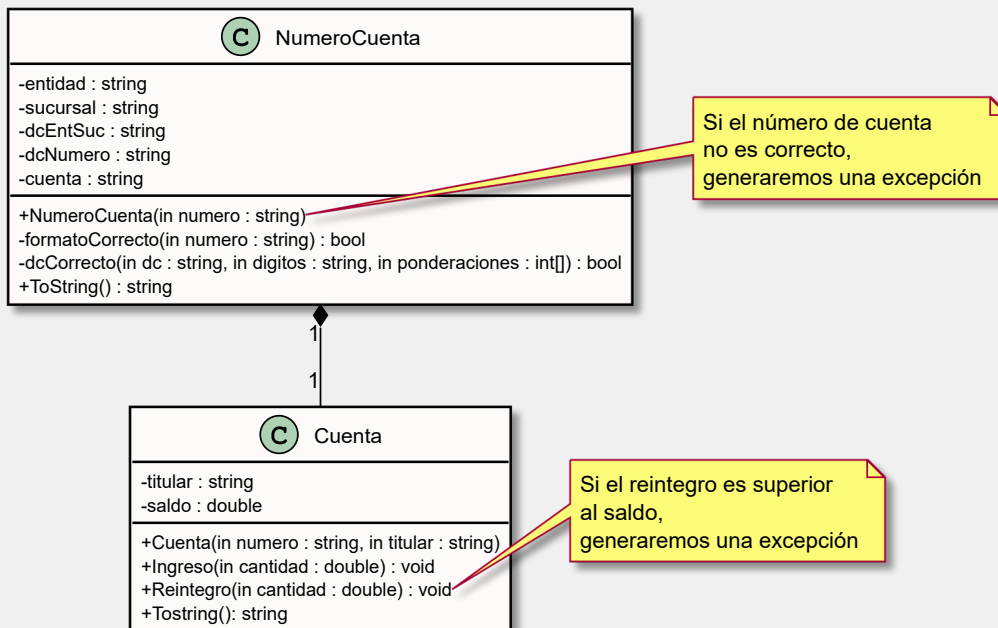 C NumeroCuenta
-entidad : string
-sucursal : string
-dcEntSuc : string
-dcNumero : string
-cuenta : string
+NumeroCuenta(in numero : string)
-formatoCorrecto(in numero : string) : bool
-dcCorrecto(in dc : string, in digitos : string, in ponderaciones : int[]) : bool
+ToString() : string
Si el número de cuenta
no es correcto,
generaremos una excepción
1
1
C Cuenta
-titular : string
-saldo : double
+Cuenta(in numero : string, in titular : string)
+Ingreso(in cantidad : double) : void
+Reintegro(in cantidad : double) : void
+Tostring(): string
Si el reintegro es superior
al saldo,
generaremos una excepción